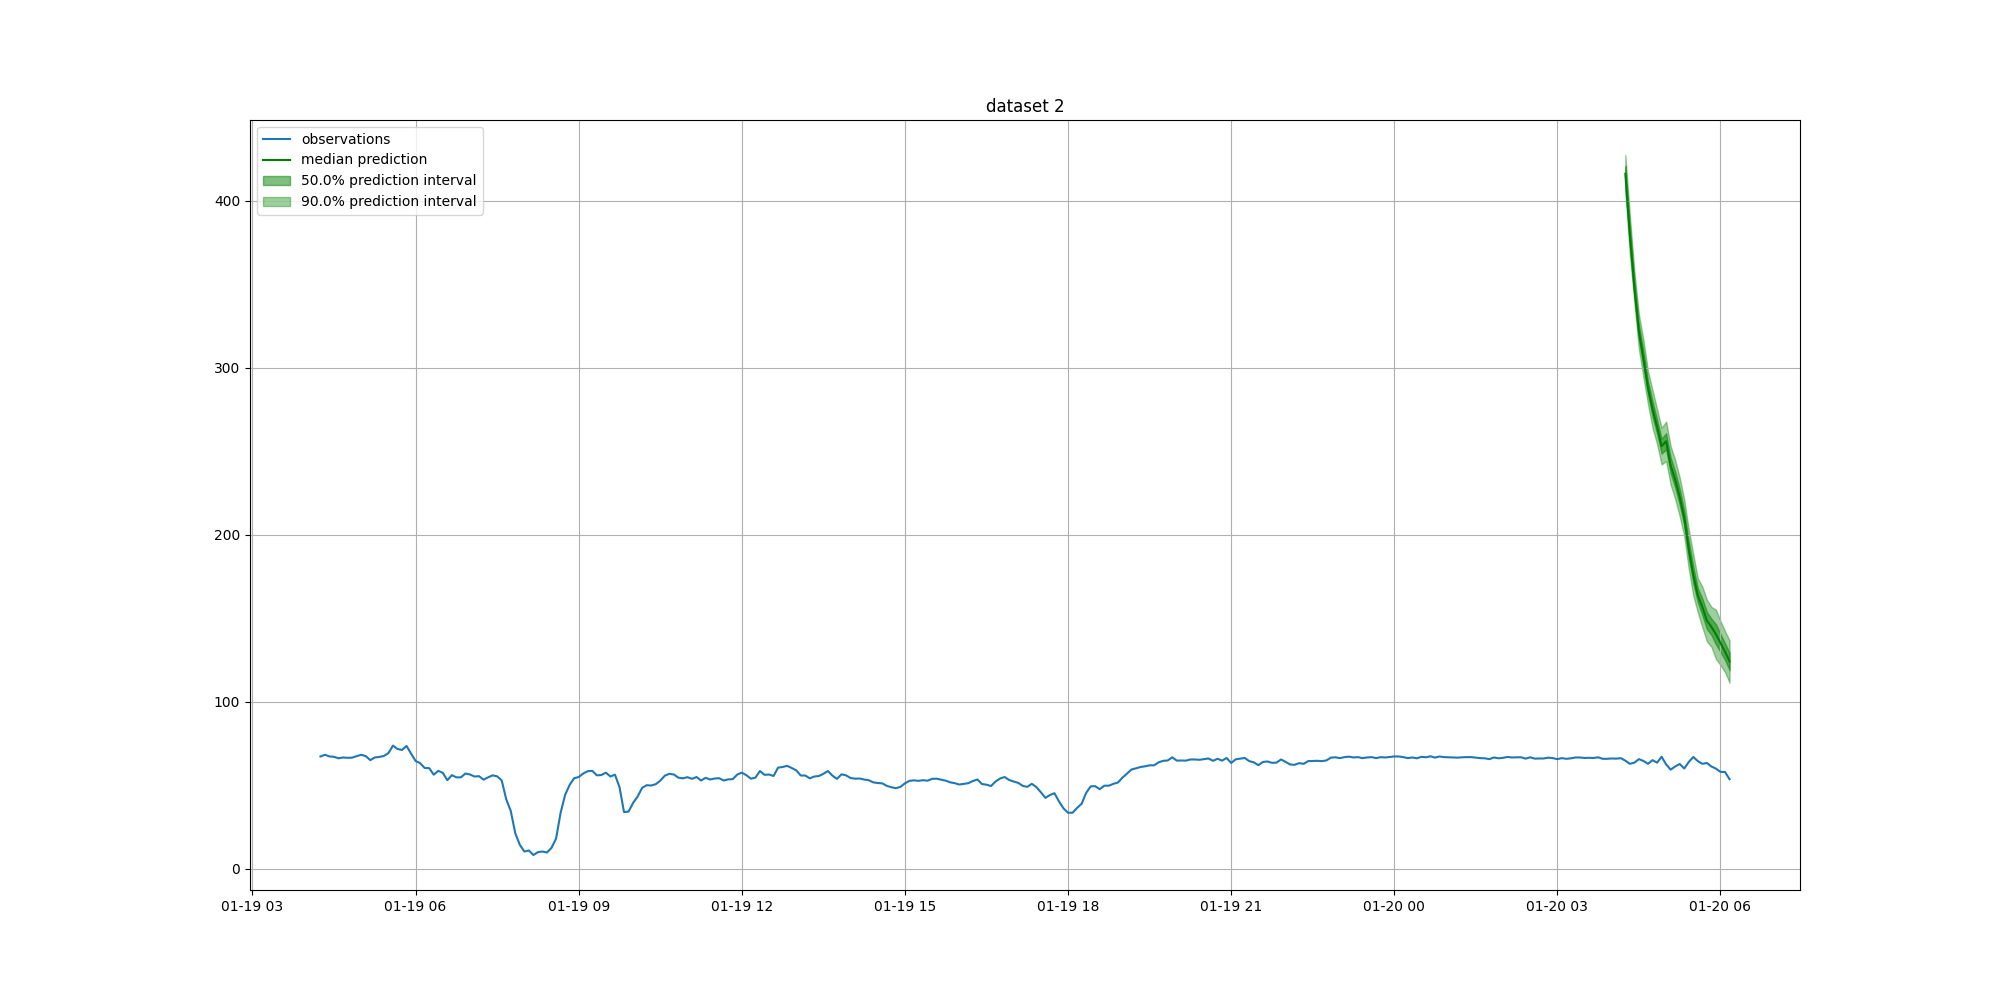 dataset 2
observations
median prediction
50.0% prediction interval
90.0% prediction interval
400
300
200
100
0
01-19 03 01-19 06 01-19 09 01-19 12 01-19 15 01-19 18 01-19 21 01-20 00 01-20 03 01-20 06